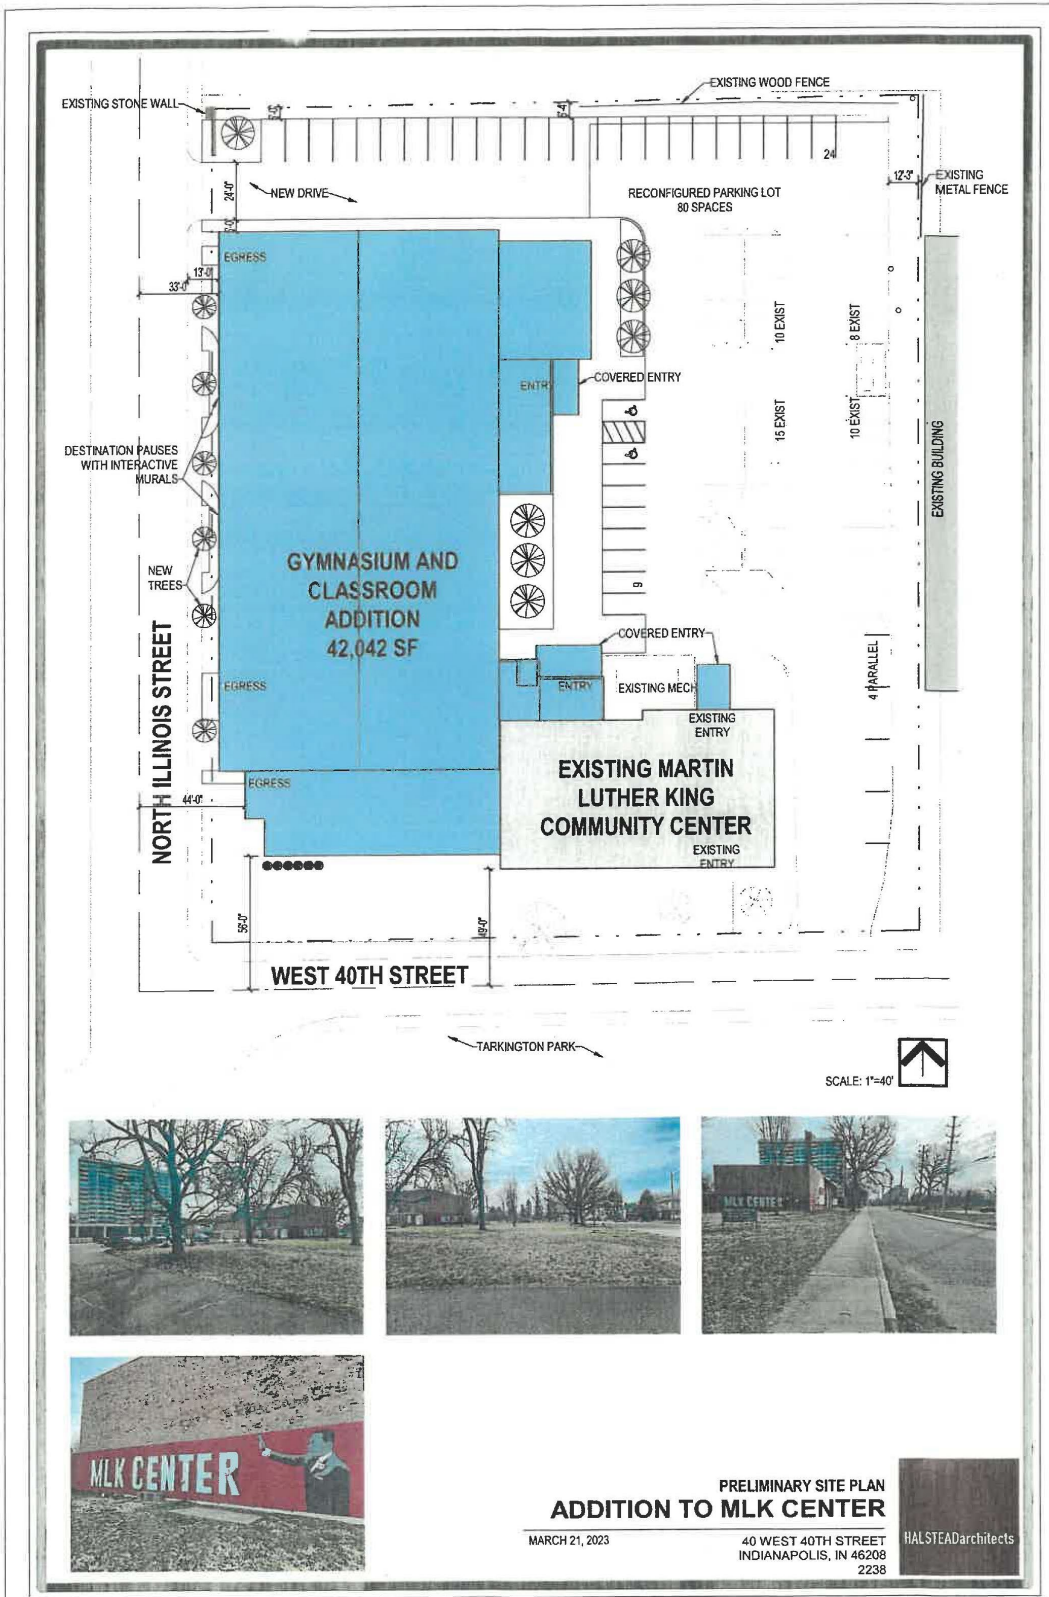 EXISTING WOOD FENCE
EXISTING STONE WALL
24
12'-3"
EXISTING
METAL FENCE
NEW DRIVE
24'-0"
RECONFIGURED PARKING LOT
80 SPACES
EGRESS
13'-0"
33'-0"
10 EXIST
8 EXIST
ENTRY
COVERED ENTRY
15 EXIST
10 EXIST
DESTINATION PAUSES
WITH INTERACTIVE
MURALS
EXISTING BUILDING
GYMNASIUM AND
CLASSROOM
ADDITION
42,042 SF
NEW
TREES
9
NORTH ILLINOIS STREET
COVERED ENTRY
4 PARALLEL
EGRESS
ENTRY
EXISTING MECH
EXISTING
ENTRY
EXISTING MARTIN
LUTHER KING
COMMUNITY CENTER
EGRESS
44'-0"
EXISTING
ENTRY
56'-0"
49'-0"
WEST 40TH STREET
TARKINGTON PARK
SCALE: 1"=40'
MLK CENTER
MLK CENTER
PRELIMINARY SITE PLAN
ADDITION TO MLK CENTER
MARCH 21, 2023
40 WEST 40TH STREET
INDIANAPOLIS, IN 46208
2238
HALSTEADarchitects